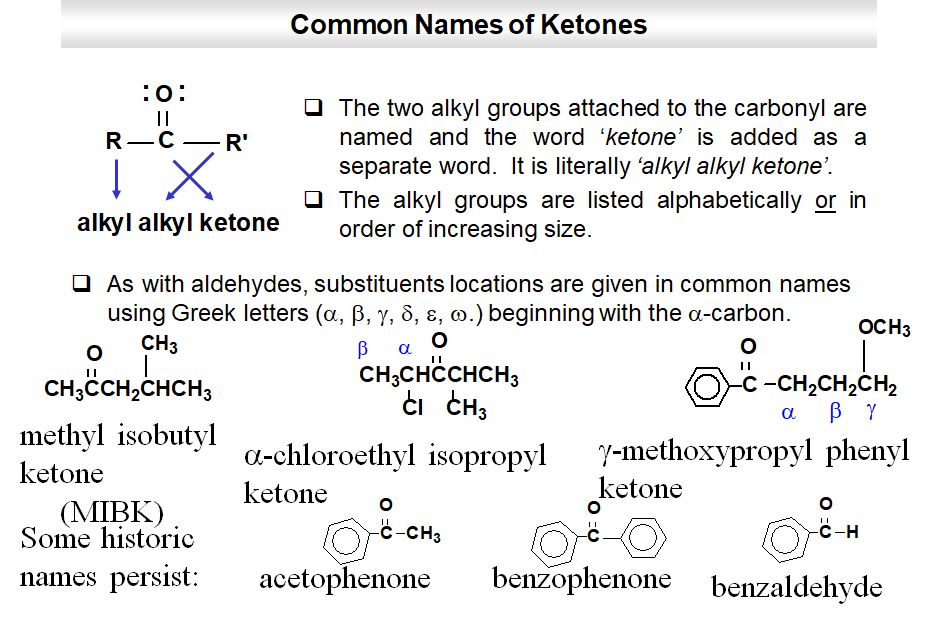 Common Names of Ketones
:O:
R—C—R'
alkyl alkyl ketone
❑ The two alkyl groups attached to the carbonyl are
named and the word ‘ketone’ is added as a
separate word. It is literally ‘alkyl alkyl ketone’.
❑ The alkyl groups are listed alphabetically or in
order of increasing size.
❑ As with aldehydes, substituents locations are given in common names
using Greek letters (α, β, γ, δ, ε, ω.) beginning with the α-carbon.
O CH3
CH3CCH2CHCH3
methyl isobutyl
ketone
(MIBK)
β α O
CH3CHCCHCH3
Cl CH3
α-chloroethyl isopropyl
ketone
O OCH3
C-CH2CH2CH2
α β γ
γ-methoxypropyl phenyl
ketone
Some historic
names persist:
O
C-CH3
acetophenone
O
C
benzophenone
O
C-H
benzaldehyde